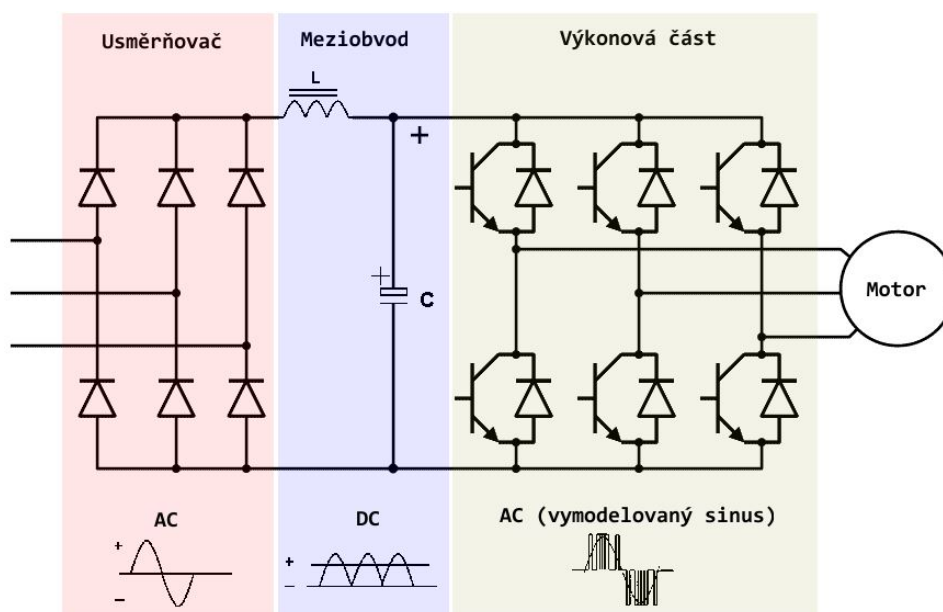 Usměrňovač
Meziobvod
Výkonová část
L
+
+
C
Motor
AC
DC
AC (vymodelovaný sinus)
+
−
+
−